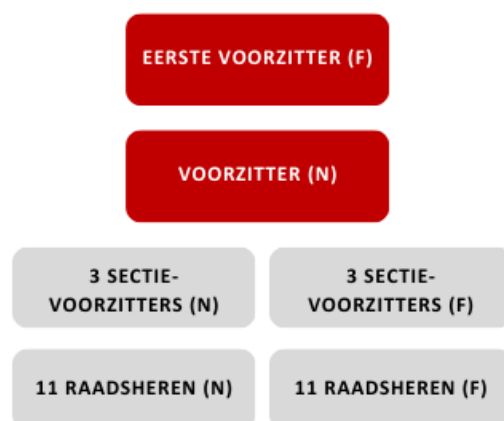 EERSTE VOORZITTER (F)
VOORZITTER (N)
3 SECTIE-
VOORZITTERS (N)
3 SECTIE-
VOORZITTERS (F)
11 RAADSHEREN (N)
11 RAADSHEREN (F)